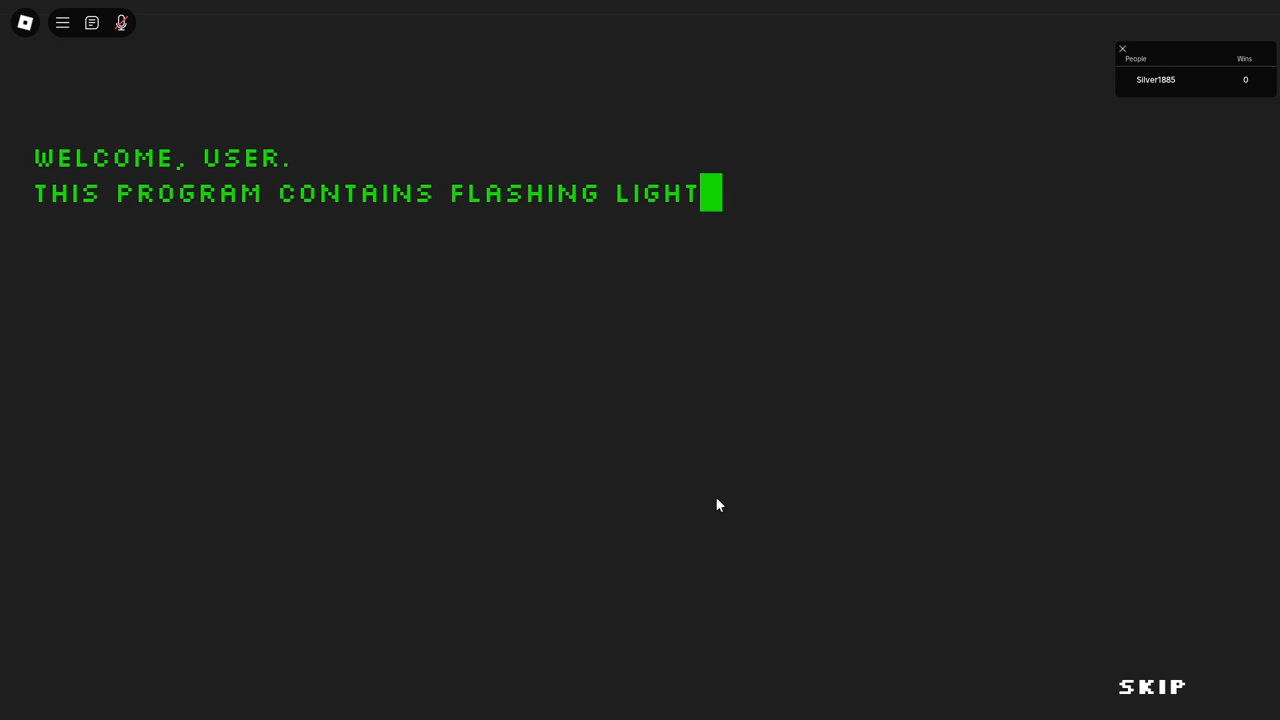 People Wins
Silver1885 0
WELCOME, USER.
THIS PROGRAM CONTAINS FLASHING LIGHT
SKIP